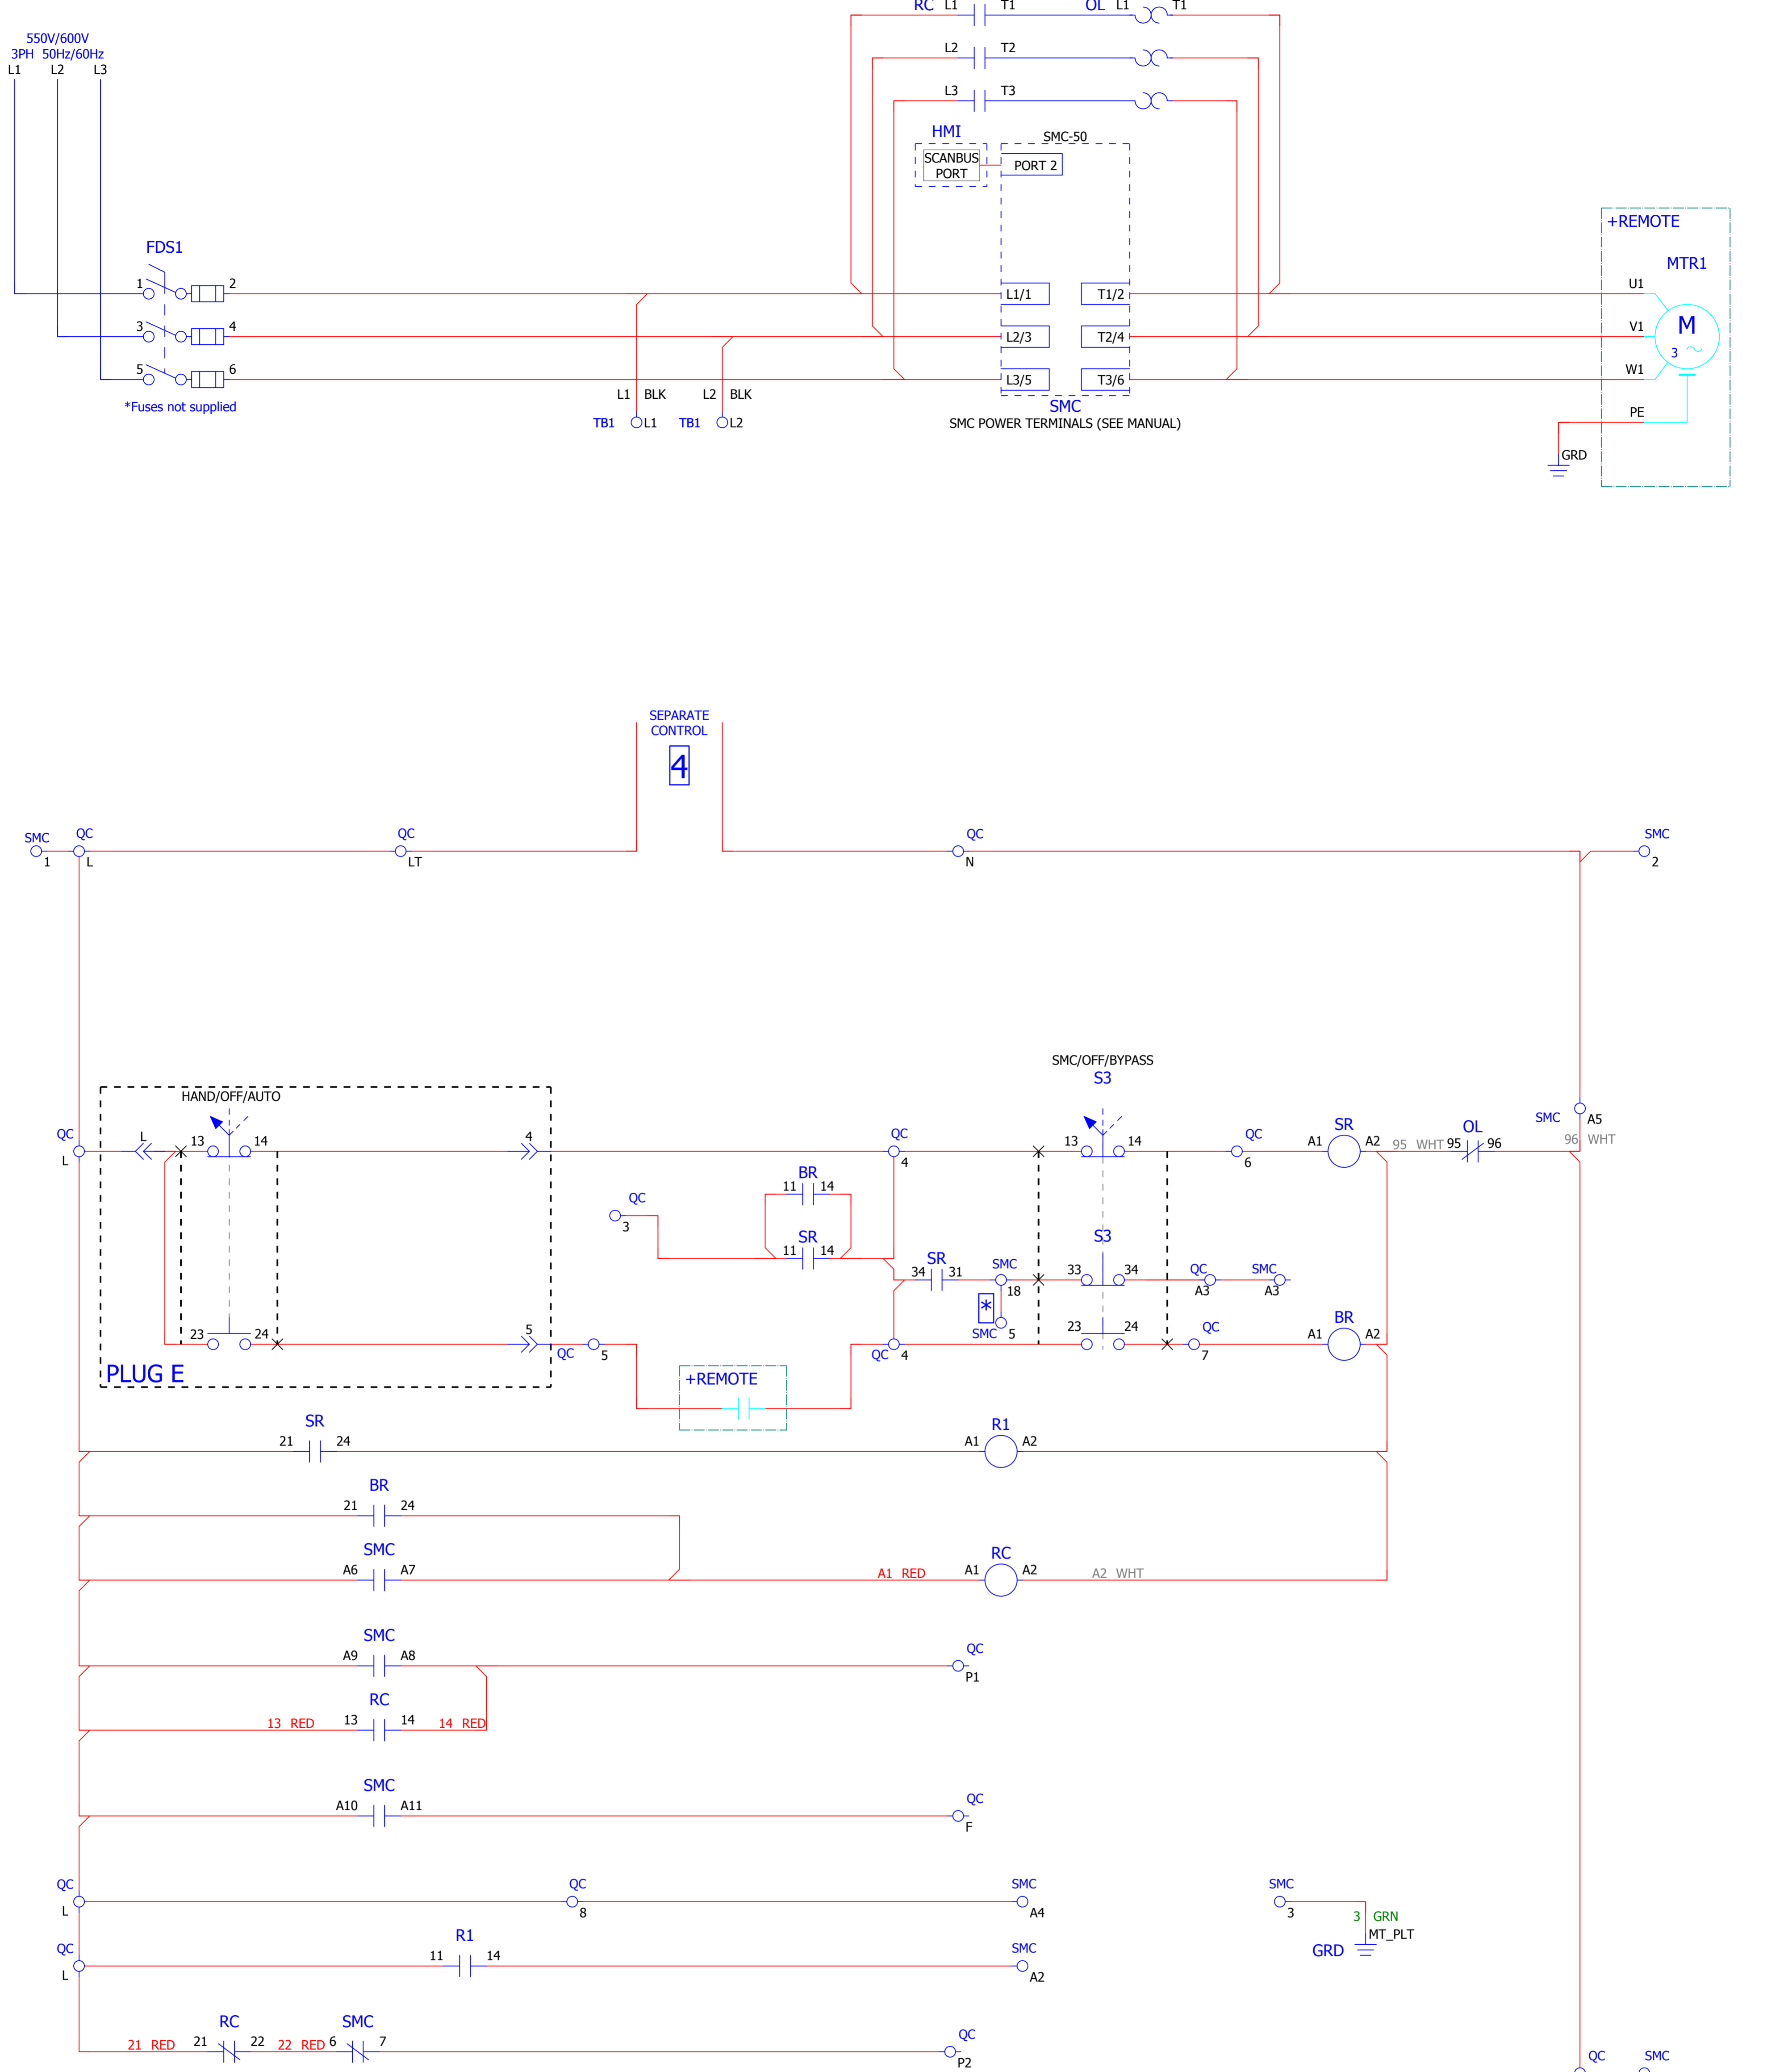 RC L1 T1 OL L1 T1
550V/600V
3PH 50Hz/60Hz
L1 L2 L3
L2 T2
L3 T3
HMI
SMC-50
SCANBUS
PORT
PORT 2
+REMOTE
MTR1
FDS1
1 2
L1/1 T1/2
U1
3 4
L2/3 T2/4
V1
M
3
5 6
L3/5 T3/6
W1
*Fuses not supplied
L1 BLK L2 BLK
TB1 L1 TB1 L2
SMC
SMC POWER TERMINALS (SEE MANUAL)
PE
GRD
SEPARATE
CONTROL
4
SMC QC QC QC SMC
1 L LT N 2
SMC/OFF/BYPASS
S3
HAND/OFF/AUTO
SMC A5
QC L 13 14 4 QC 13 14 QC A1 SR A2 95 WHT 95 OL 96 96 WHT
L 4 6
BR
11 14
QC
3
SR
11 14
S3
SR
34 31 SMC 33 34 QC SMC
18 A3 A3
*
SMC 5
23 24 5 QC 5 QC 4 23 24 QC 7 A1 BR A2
PLUG E
+REMOTE
SR
21 24
R1
A1 A2
BR
21 24
SMC
A6 A7
A1 RED
RC
A1 A2
A2 WHT
SMC
A9 A8
QC
P1
RC
13 RED 13 14 14 RED
SMC
A10 A11
QC
F
QC QC SMC SMC
L 8 A4 3
3 GRN
MT_PLT
GRD
QC R1 SMC
11 14
L A2
RC SMC
21 RED 21 22 22 RED 6 7
QC
P2
QC SMC